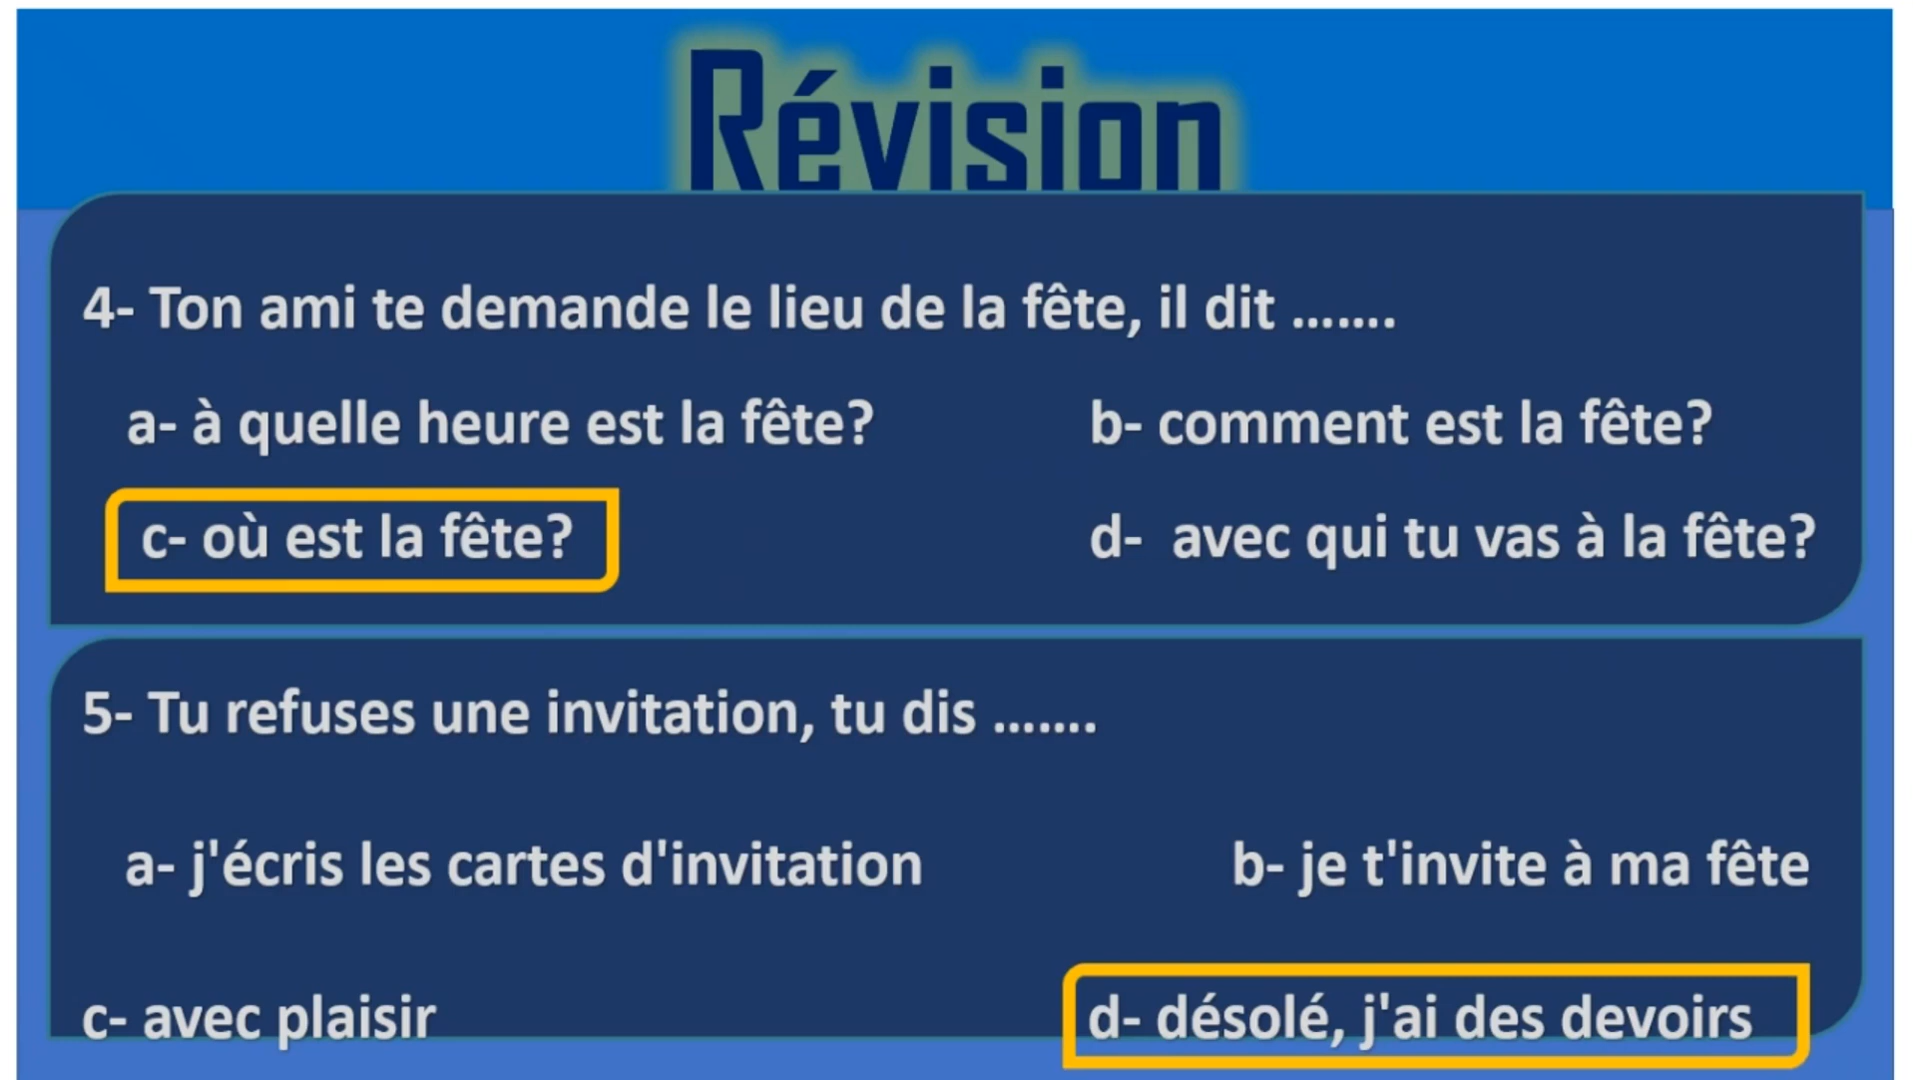 Révision
4- Ton ami te demande le lieu de la fête, il dit .......
a- à quelle heure est la fête? b- comment est la fête?
c- où est la fête? d- avec qui tu vas à la fête?
5- Tu refuses une invitation, tu dis .......
a- j'écris les cartes d'invitation b- je t'invite à ma fête
c- avec plaisir d- désolé, j'ai des devoirs